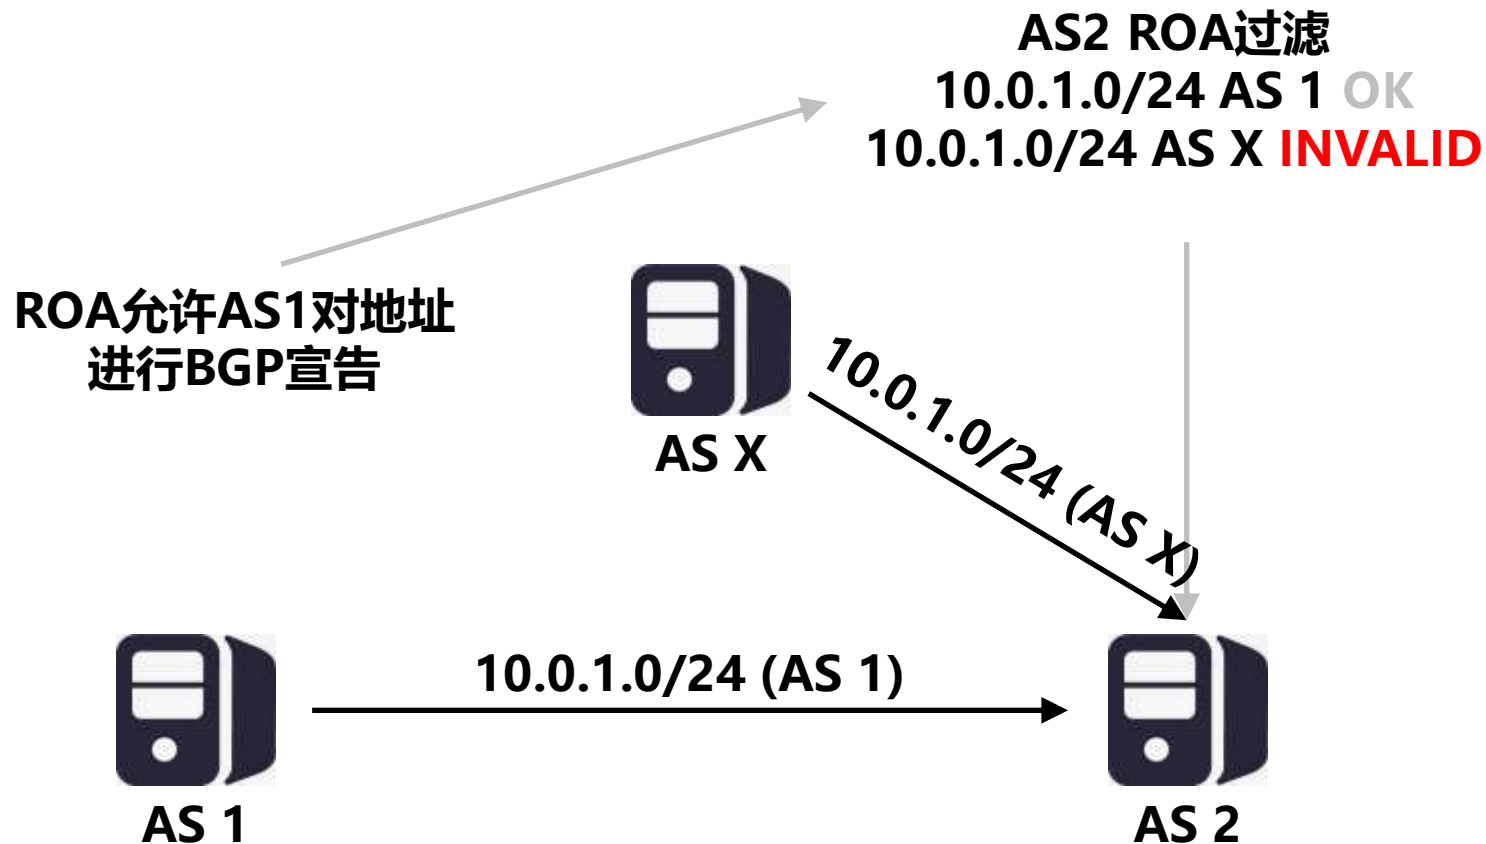 AS2 ROA过滤
10.0.1.0/24 AS 1 OK
10.0.1.0/24 AS X INVALID
ROA允许AS1对地址
进行BGP宣告
AS X
10.0.1.0/24 (AS X)
10.0.1.0/24 (AS 1)
AS 1
AS 2